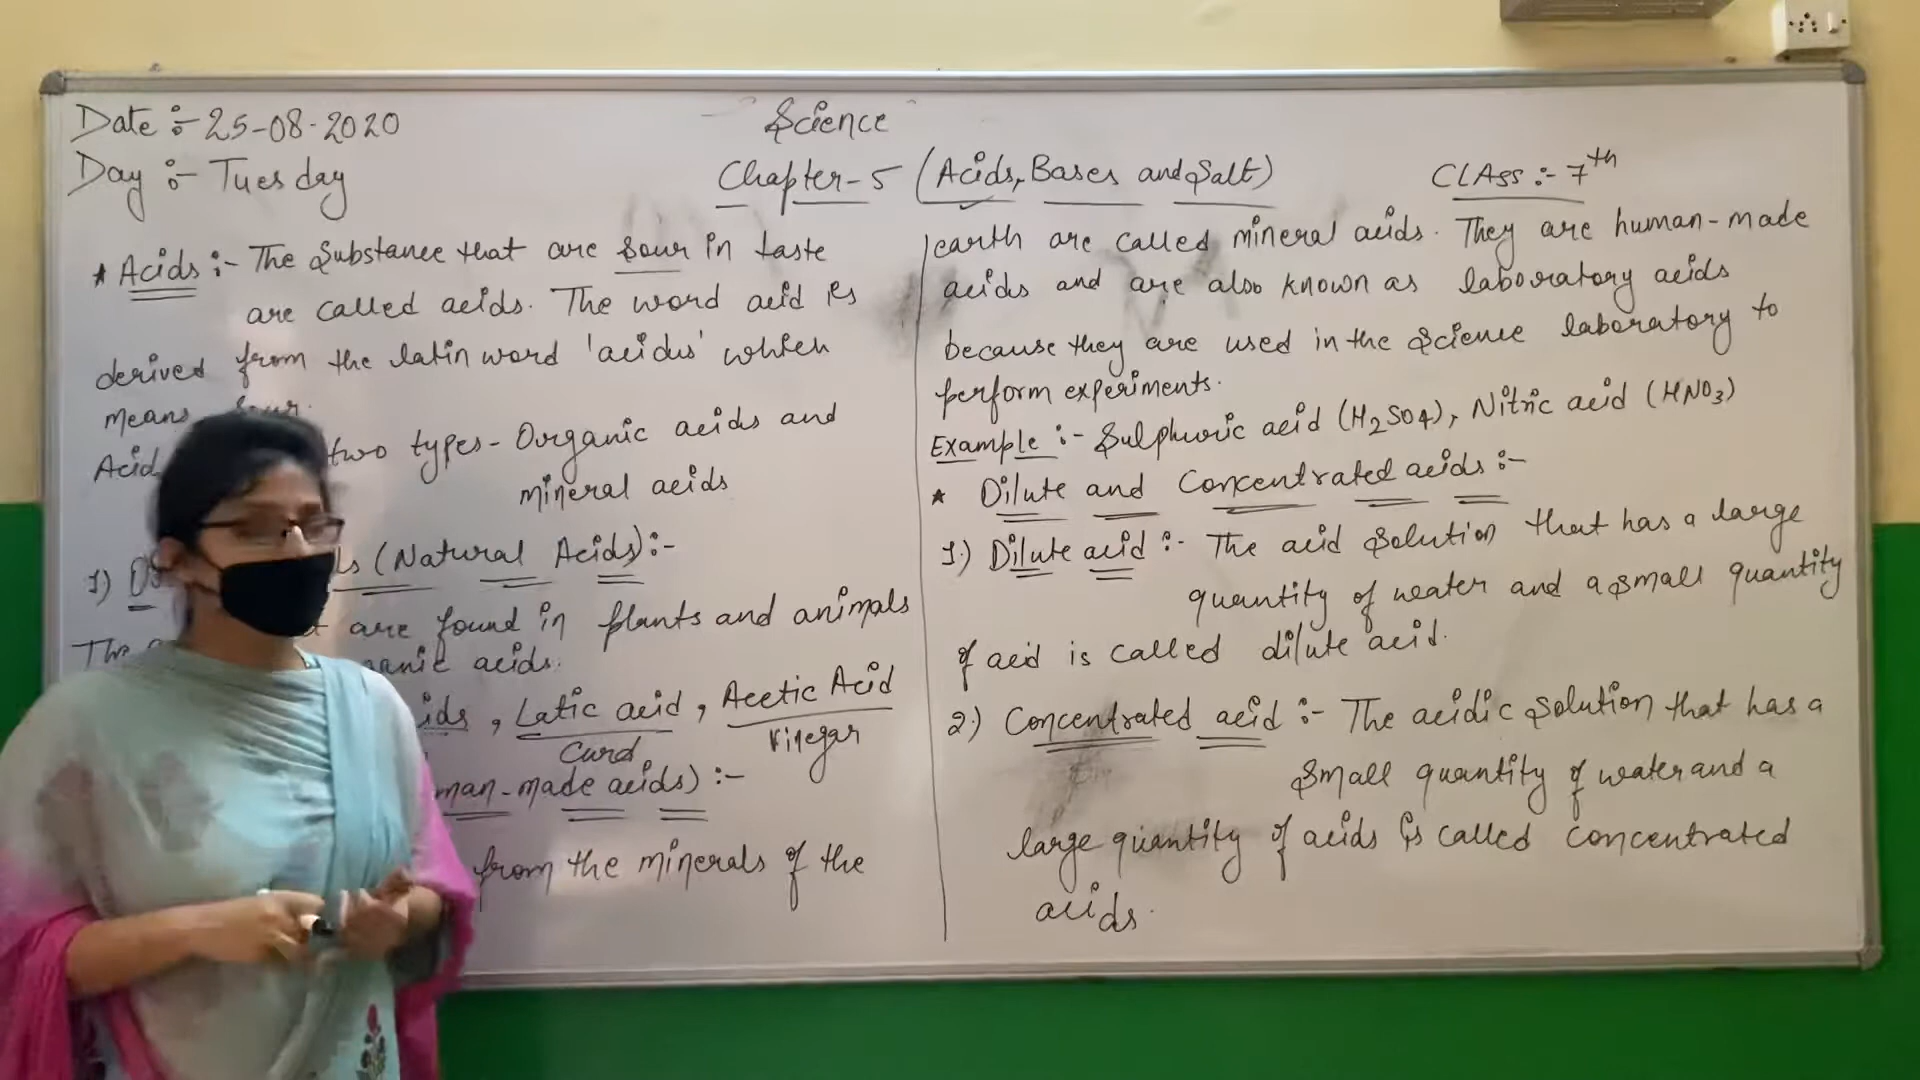 Date :- 25-08-2020
Science
Day :- Tuesday
Chapter-5 (Acids, Bases and Salt)
CLASS :- 7th
* Acids :- The Substance that are sour in taste
are called acids. The word acid is
derived from the latin word 'acidus' which
means sour.
Acid two types - Organic acids and
mineral acids
1) (Natural Acids) :-
The are found in plants and animals
acids.
, Latic acid, Acetic Acid
Curd Vinegar
man-made acids) :-
from the minerals of the
earth are called mineral acids. They are human-made
acids and are also known as laboratory acids
because they are used in the Science laboratory to
perform experiments.
Example :- Sulphuric acid (H2SO4), Nitric acid (HNO3)
* Dilute and Concentrated acids :-
1.) Dilute acid :- The acid Solution that has a large
quantity of water and a small quantity
of acid is called dilute acid.
2.) Concentrated acid :- The acidic Solution that has a
Small quantity of water and a
large quantity of acids is called concentrated
acids.